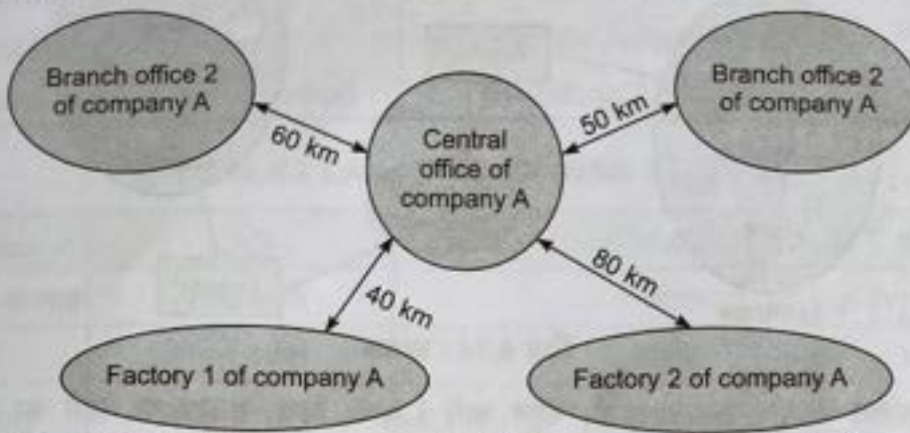 Branch office 2
of company A
Branch office 2
of company A
60 km
50 km
Central
office of
company A
40 km
80 km
Factory 1 of company A
Factory 2 of company A